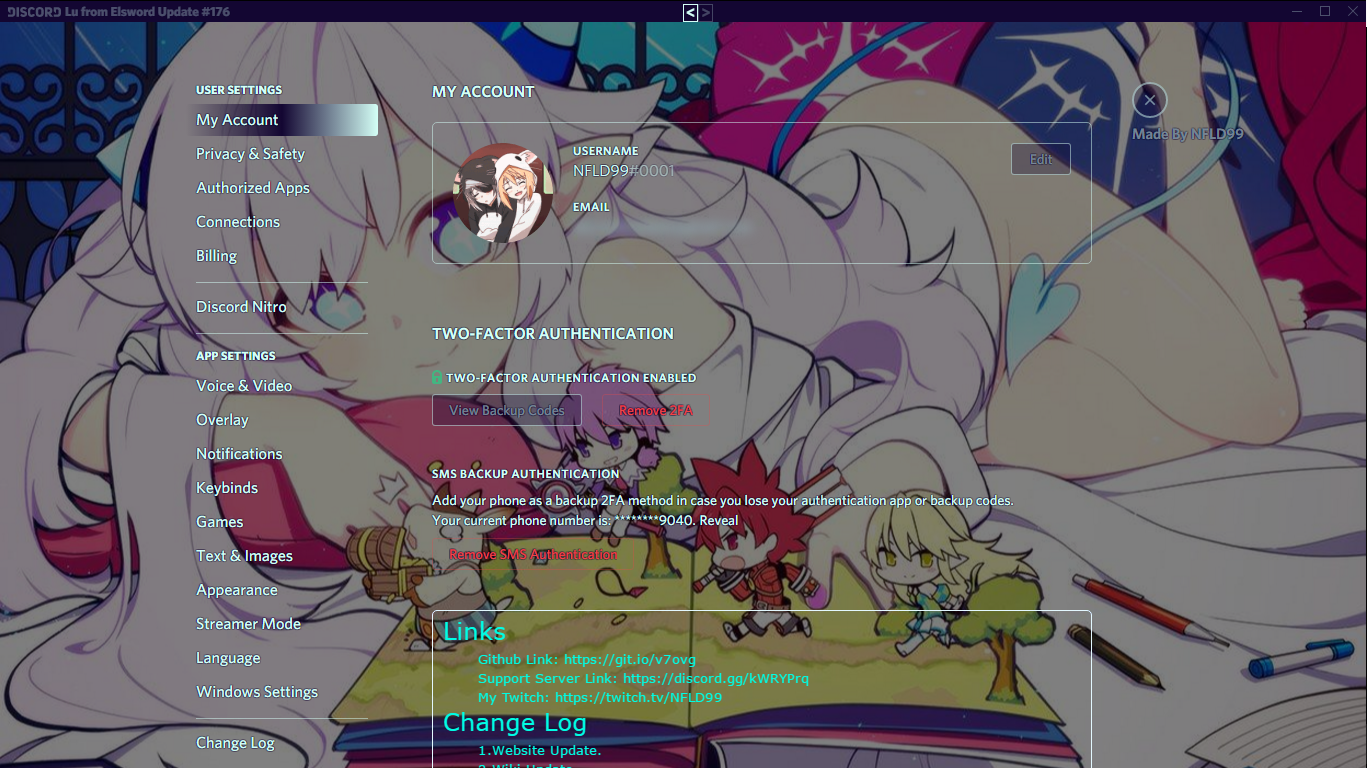 DISCORD Lu from Elsword Update #176
< >
USER SETTINGS
My Account
Privacy & Safety
Authorized Apps
Connections
Billing
Discord Nitro
APP SETTINGS
Voice & Video
Overlay
Notifications
Keybinds
Games
Text & Images
Appearance
Streamer Mode
Language
Windows Settings
Change Log
MY ACCOUNT
USERNAME
NFLD99#0001
EMAIL
Edit
Made By NFLD99
TWO-FACTOR AUTHENTICATION
TWO-FACTOR AUTHENTICATION ENABLED
View Backup Codes
Remove 2FA
SMS BACKUP AUTHENTICATION
Add your phone as a backup 2FA method in case you lose your authentication app or backup codes.
Your current phone number is: ********9040. Reveal
Remove SMS Authentication
Links
Github Link: https://git.io/v7ovg
Support Server Link: https://discord.gg/kWRYPrq
My Twitch: https://twitch.tv/NFLD99
Change Log
1.Website Update.
2.Wiki Update.